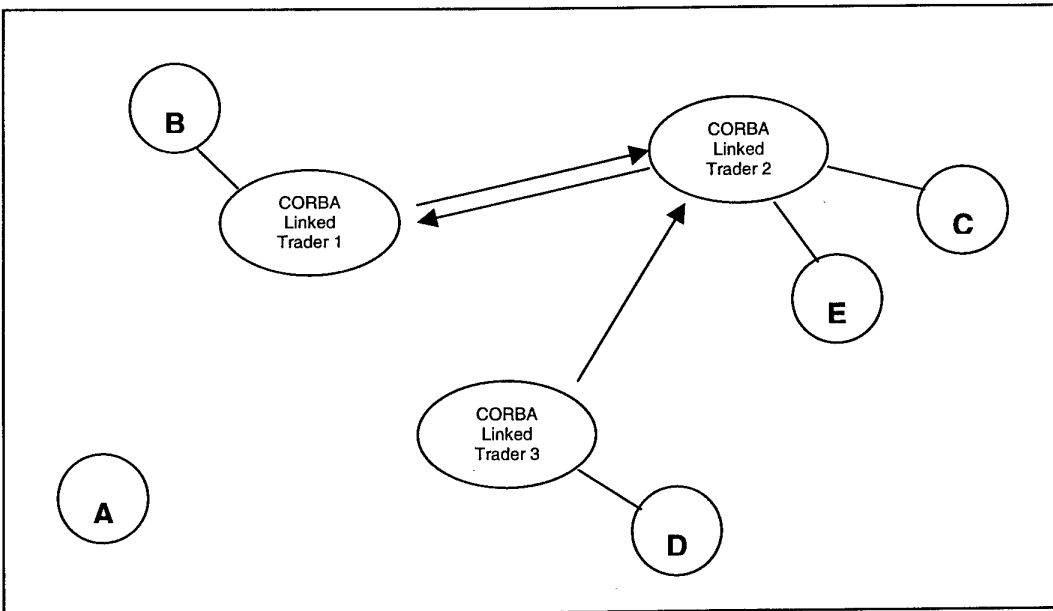 B
CORBA
Linked
Trader 1
CORBA
Linked
Trader 2
C
E
CORBA
Linked
Trader 3
A
D